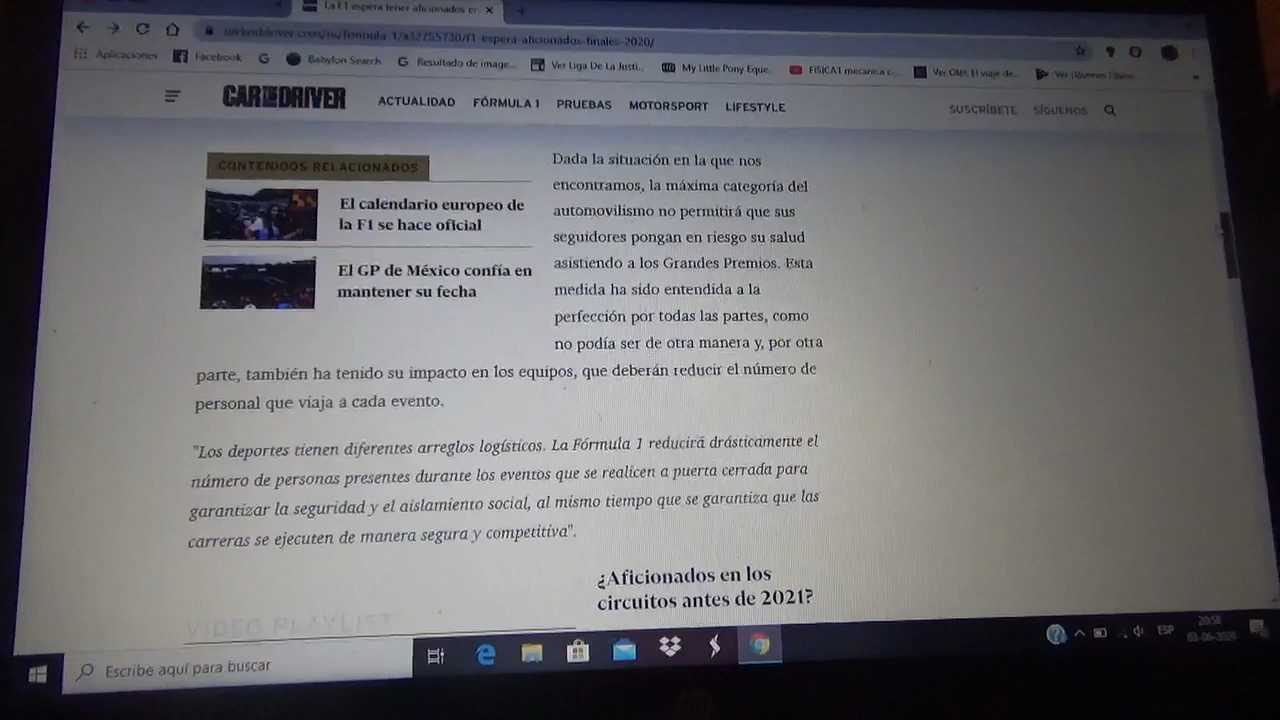 La F1 espera tener aficionados en
formula-1/a32755730/f1-espera-aficionados-finales-2020/
Aplicaciones Facebook Babylon Search Resultado de image... Ver Liga De La Justi... My Little Pony Eque... FISICA1 mecánica c... Ver Olé!, El viaje de...
CAR AND DRIVER ACTUALIDAD FÓRMULA 1 PRUEBAS MOTORSPORT LIFESTYLE SUSCRÍBETE SÍGUENOS
CONTENIDOS RELACIONADOS
El calendario europeo de
la F1 se hace oficial
El GP de México confía en
mantener su fecha
Dada la situación en la que nos
encontramos, la máxima categoría del
automovilismo no permitirá que sus
seguidores pongan en riesgo su salud
asistiendo a los Grandes Premios. Esta
medida ha sido entendida a la
perfección por todas las partes, como
no podía ser de otra manera y, por otra
parte, también ha tenido su impacto en los equipos, que deberán reducir el número de
personal que viaja a cada evento.
"Los deportes tienen diferentes arreglos logísticos. La Fórmula 1 reducirá drásticamente el
número de personas presentes durante los eventos que se realicen a puerta cerrada para
garantizar la seguridad y el aislamiento social, al mismo tiempo que se garantiza que las
carreras se ejecuten de manera segura y competitiva".
¿Aficionados en los
circuitos antes de 2021?
VIDEO PLAYLIST
Escribe aquí para buscar
ESP
20:58
03-06-2020